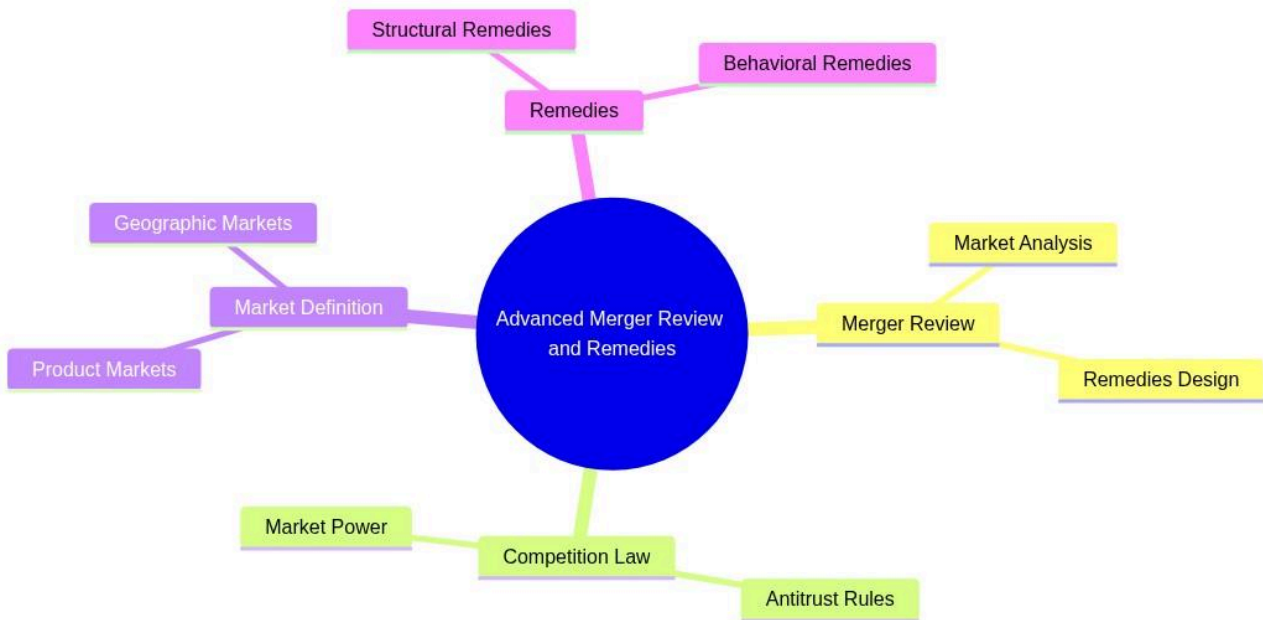 Structural Remedies
Behavioral Remedies
Remedies
Geographic Markets
Market Definition
Product Markets
Advanced Merger Review
and Remedies
Market Analysis
Merger Review
Remedies Design
Market Power
Competition Law
Antitrust Rules